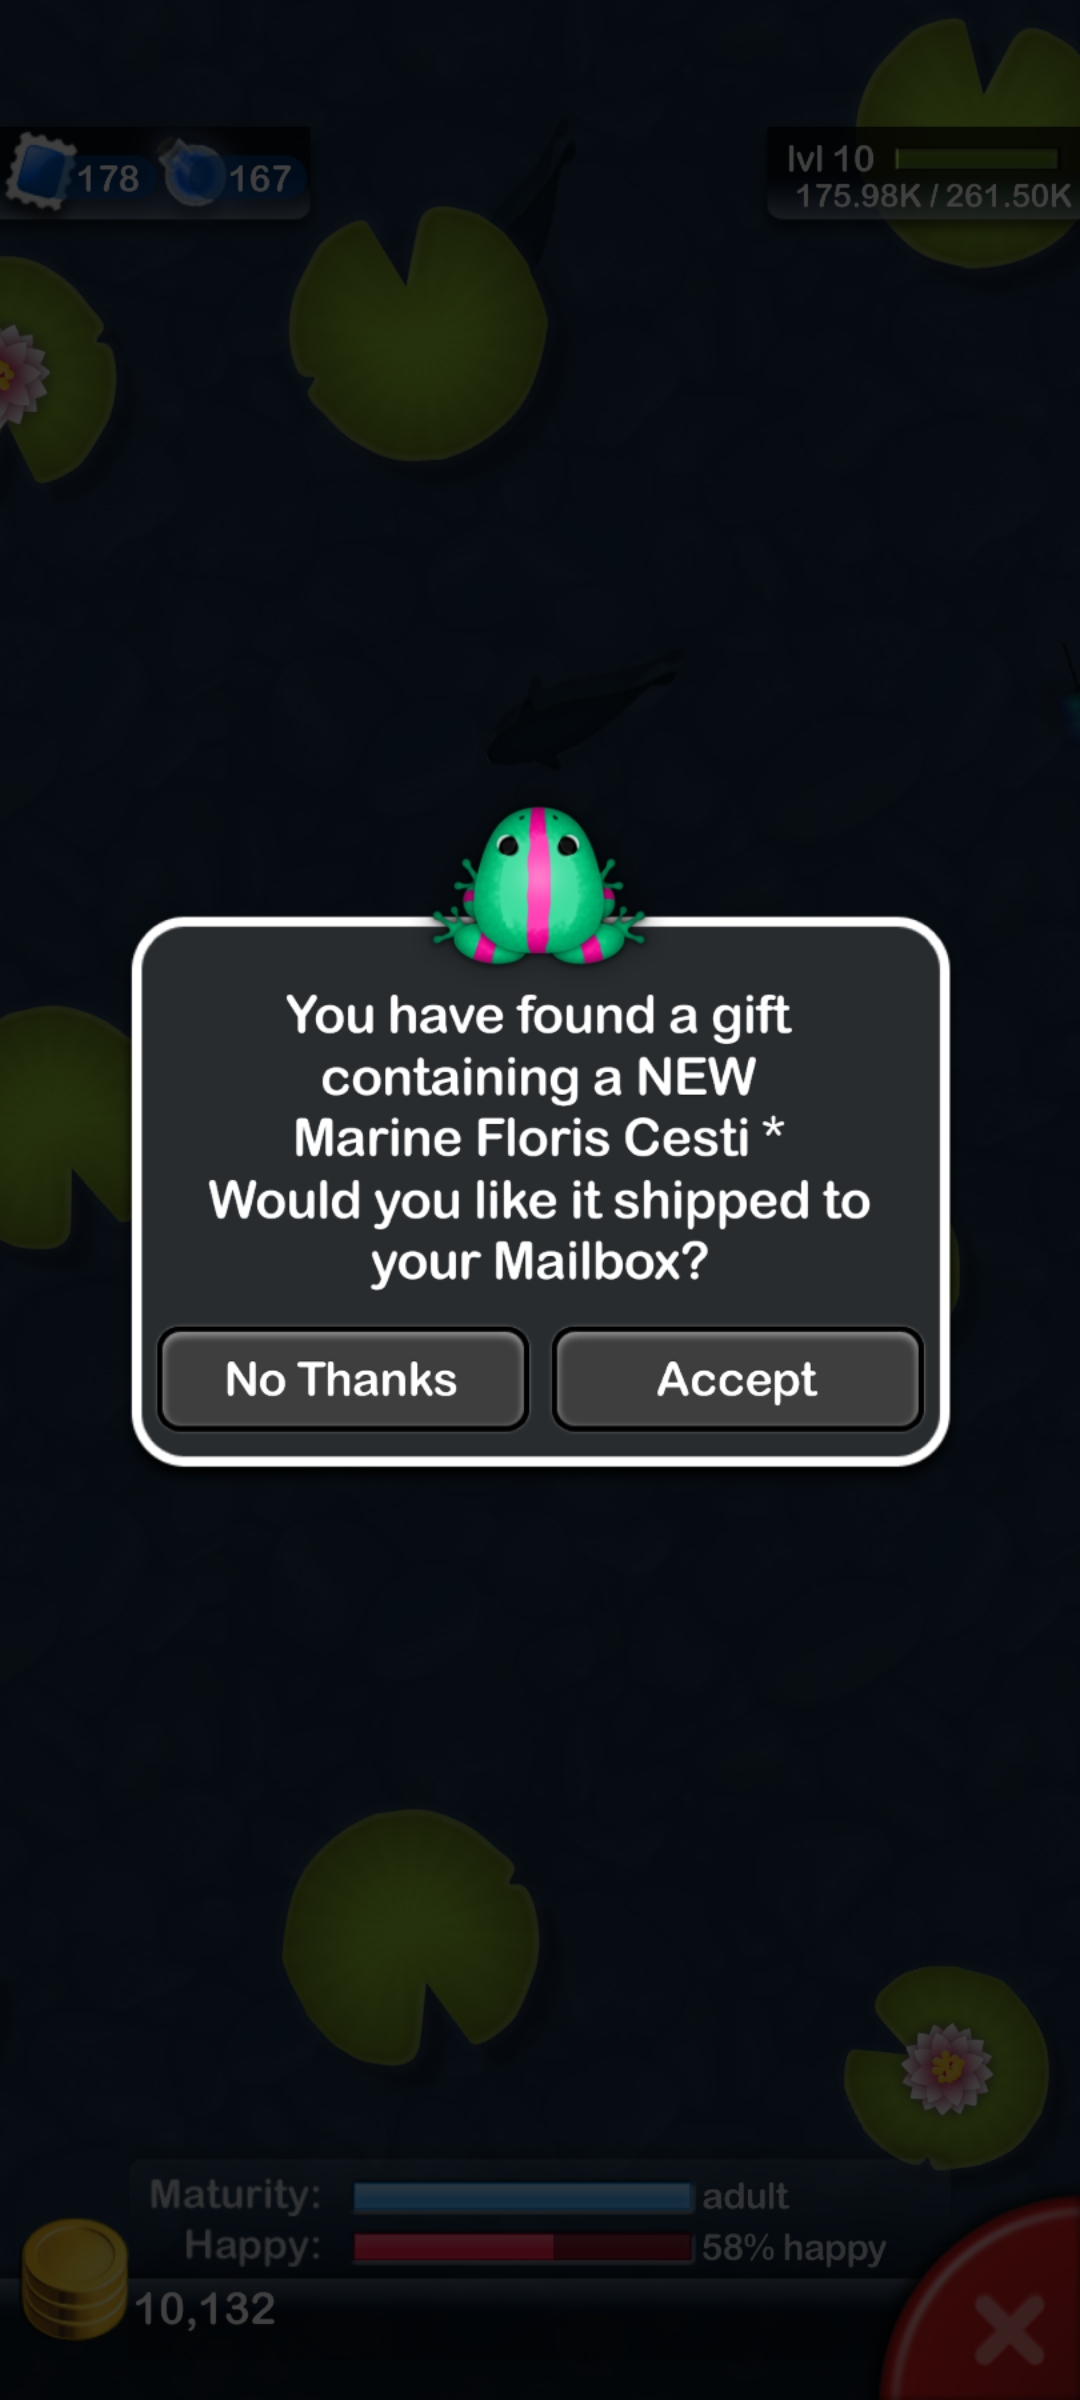 178 167
lvl 10
175.98K / 261.50K
You have found a gift
containing a NEW
Marine Floris Cesti *
Would you like it shipped to
your Mailbox?
No Thanks Accept
Maturity: adult
Happy: 58% happy
10,132